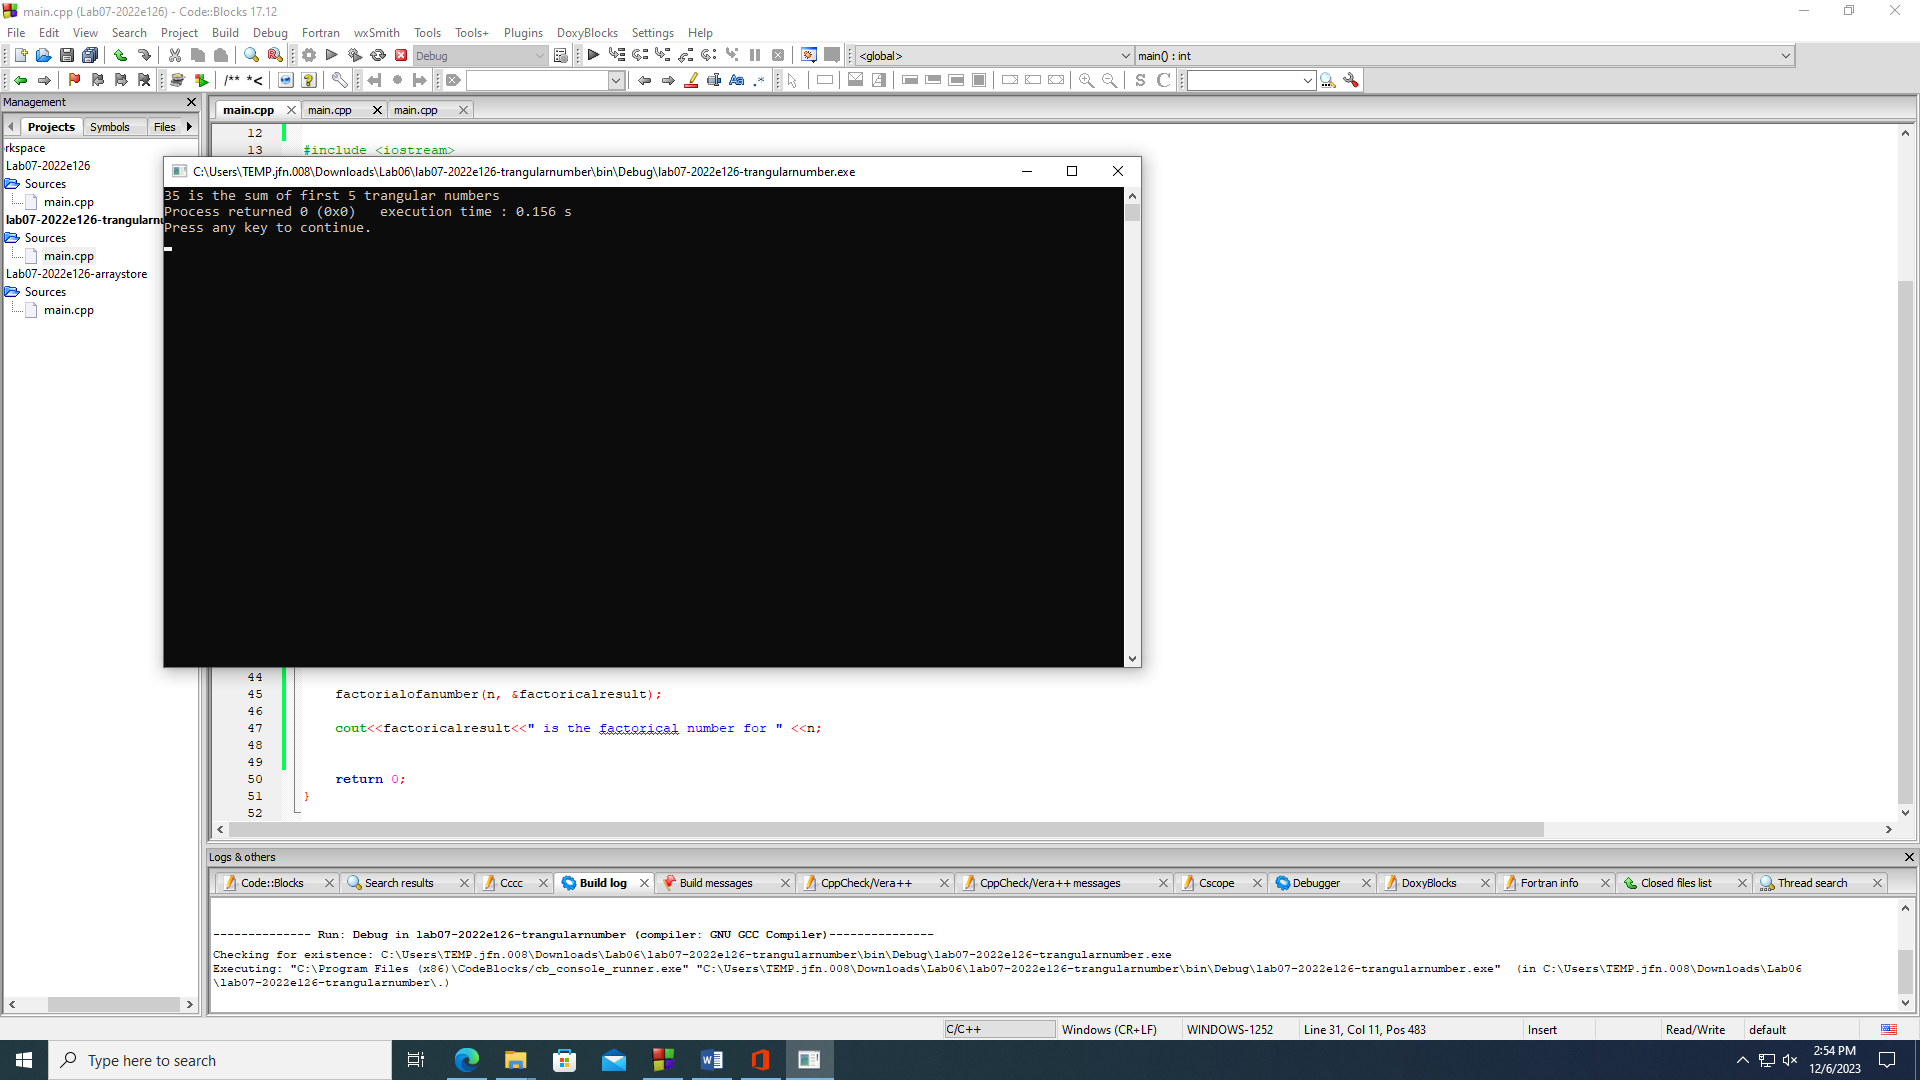 main.cpp (Lab07-2022e126) - Code::Blocks 17.12
File Edit View Search Project Build Debug Fortran wxSmith Tools Tools+ Plugins DoxyBlocks Settings Help
Debug
<global>
main() : int
/** *<
Aa .*
S C
Management
Projects Symbols Files
main.cpp main.cpp main.cpp
rkspace
Lab07-2022e126
Sources
main.cpp
lab07-2022e126-trangularnu
Sources
main.cpp
Lab07-2022e126-arraystore
Sources
main.cpp
12
13 #include <iostream>
C:\Users\TEMP.jfn.008\Downloads\Lab06\lab07-2022e126-trangularnumber\bin\Debug\lab07-2022e126-trangularnumber.exe
35 is the sum of first 5 trangular numbers
Process returned 0 (0x0)   execution time : 0.156 s
Press any key to continue.
44
45 factorialofanumber(n, &factoricalresult);
46
47 cout<<factoricalresult<<" is the factorical number for " <<n;
48
49
50 return 0;
51 }
52
Logs & others
Code::Blocks Search results Cccc Build log Build messages CppCheck/Vera++ CppCheck/Vera++ messages Cscope Debugger DoxyBlocks Fortran info Closed files list Thread search
-------------- Run: Debug in lab07-2022e126-trangularnumber (compiler: GNU GCC Compiler)---------------
Checking for existence: C:\Users\TEMP.jfn.008\Downloads\Lab06\lab07-2022e126-trangularnumber\bin\Debug\lab07-2022e126-trangularnumber.exe
Executing: "C:\Program Files (x86)\CodeBlocks/cb_console_runner.exe" "C:\Users\TEMP.jfn.008\Downloads\Lab06\lab07-2022e126-trangularnumber\bin\Debug\lab07-2022e126-trangularnumber.exe"  (in C:\Users\TEMP.jfn.008\Downloads\Lab06
\lab07-2022e126-trangularnumber\.)
C/C++ Windows (CR+LF) WINDOWS-1252 Line 31, Col 11, Pos 483 Insert Read/Write default
Type here to search
2:54 PM
12/6/2023